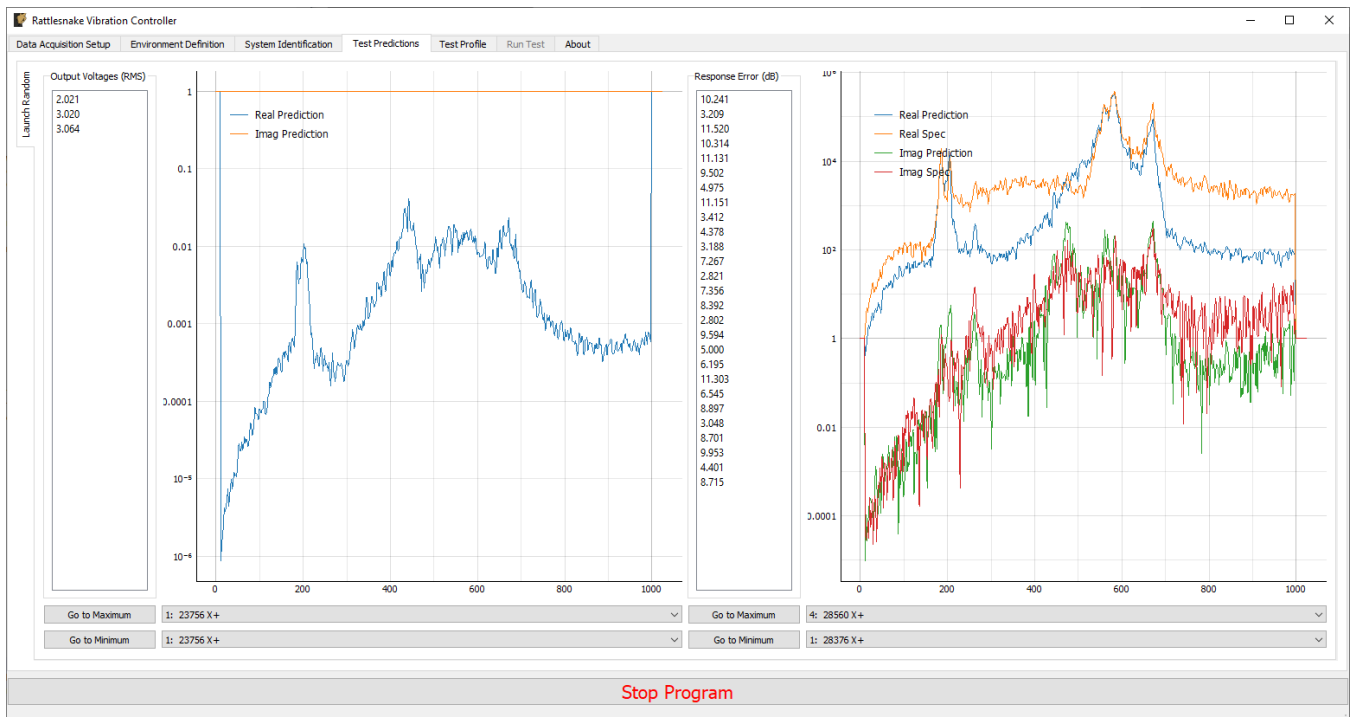 Rattlesnake Vibration Controller
Data Acquisition Setup Environment Definition System Identification Test Predictions Test Profile Run Test About
Launch Random
Output Voltages (RMS)
2.021
3.020
3.064
1
0.1
0.01
0.001
0.0001
10⁻⁵
10⁻⁶
Real Prediction
Imag Prediction
0 200 400 600 800 1000
Response Error (dB)
10.241
3.209
11.520
10.314
11.131
9.502
4.975
11.151
3.412
4.378
3.188
7.267
2.821
7.356
8.392
2.802
9.594
5.000
6.195
11.303
6.545
8.897
3.048
8.701
9.953
4.401
8.715
10⁶
10⁴
10²
1
0.01
0.0001
Real Prediction
Real Spec
Imag Prediction
Imag Spec
0 200 400 600 800 1000
Go to Maximum 1: 23756 X+ Go to Maximum 4: 28560 X+
Go to Minimum 1: 23756 X+ Go to Minimum 1: 28376 X+
Stop Program